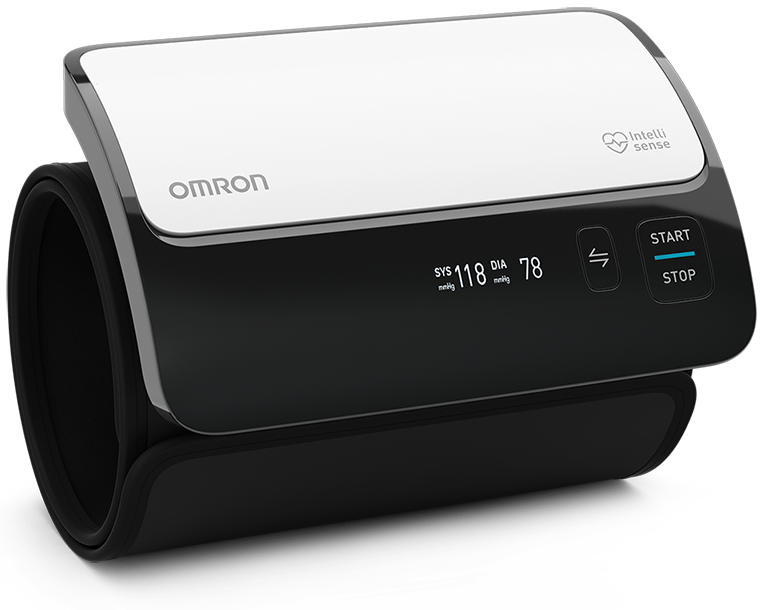 Intelli
sense
OMRON
SYS mmHg 118 DIA mmHg 78
START
STOP